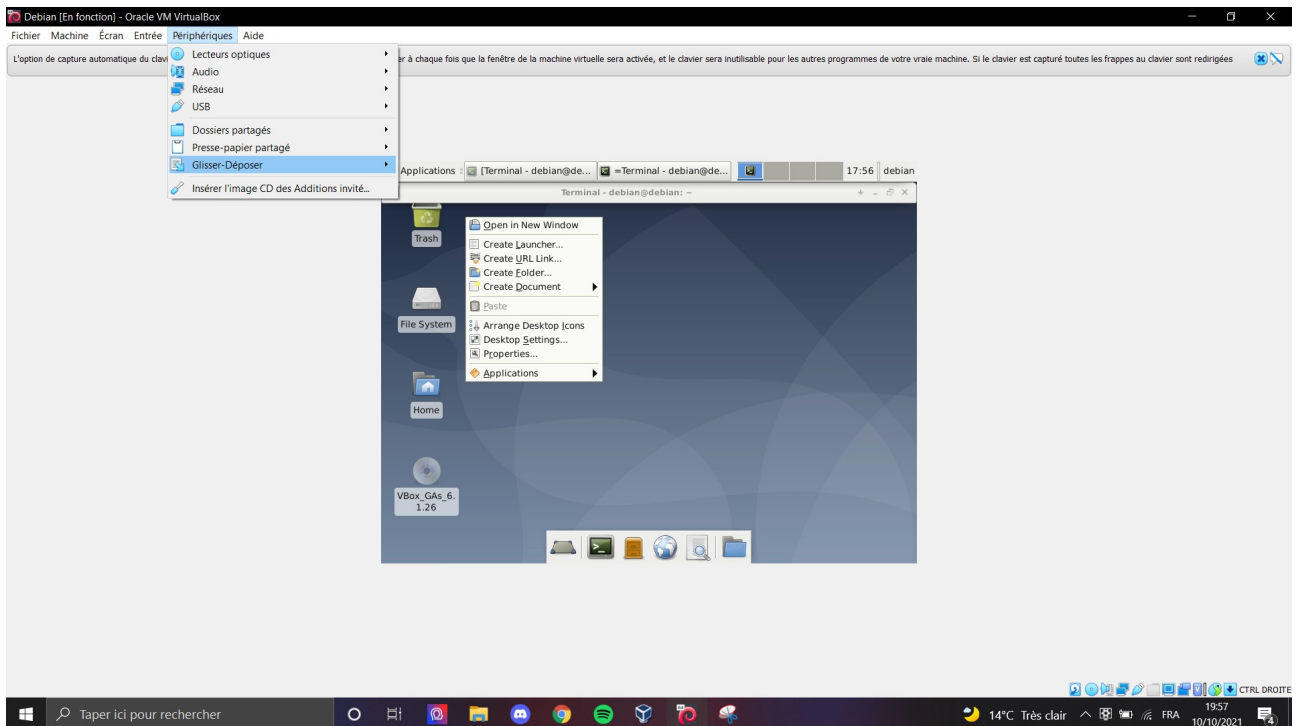 Debian [En fonction] - Oracle VM VirtualBox
Fichier Machine Écran Entrée Périphériques Aide
L'option de capture automatique du clavi
er à chaque fois que la fenêtre de la machine virtuelle sera activée, et le clavier sera inutilisable pour les autres programmes de votre vraie machine. Si le clavier est capturé toutes les frappes au clavier sont redirigées
Lecteurs optiques
Audio
Réseau
USB
Dossiers partagés
Presse-papier partagé
Glisser-Déposer
Insérer l'image CD des Additions invité...
Applications : [Terminal - debian@de... =Terminal - debian@de... 17:56 debian
Terminal - debian@debian: ~
Trash
File System
Home
VBox_GAs_6.
1.26
Open in New Window
Create Launcher...
Create URL Link...
Create Folder...
Create Document
Paste
Arrange Desktop Icons
Desktop Settings...
Properties...
Applications
CTRL DROITE
Taper ici pour rechercher
14°C Très clair
FRA
19:57
10/10/2021
4